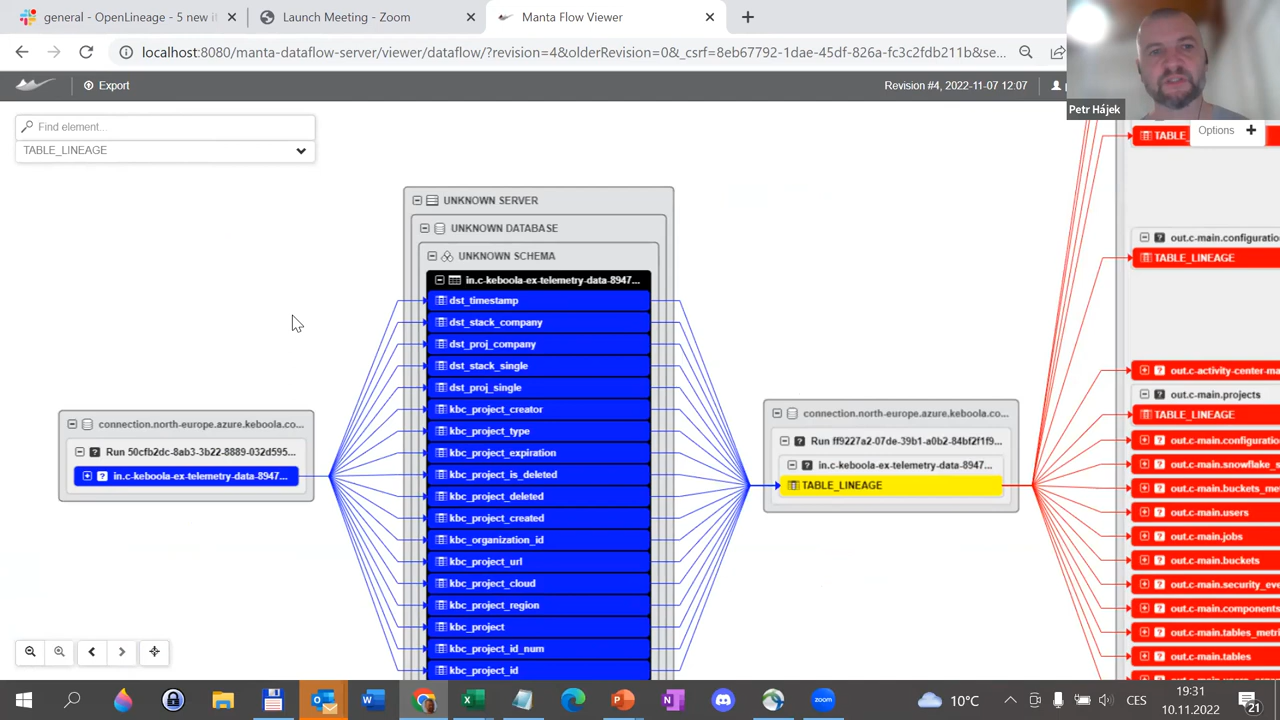 general - OpenLineage - 5 new it
Launch Meeting - Zoom
Manta Flow Viewer
localhost:8080/manta-dataflow-server/viewer/dataflow/?revision=4&olderRevision=0&_csrf=8eb67792-1dae-45df-826a-fc3c2fdb211b&se...
Export
Revision #4, 2022-11-07 12:07
Petr Hájek
Find element...
TABLE_LINEAGE
Options
TABLE_
UNKNOWN SERVER
UNKNOWN DATABASE
UNKNOWN SCHEMA
in.c-keboola-ex-telemetry-data-8947...
dst_timestamp
dst_stack_company
dst_proj_company
dst_stack_single
dst_proj_single
kbc_project_creator
kbc_project_type
kbc_project_expiration
kbc_project_is_deleted
kbc_project_deleted
kbc_project_created
kbc_organization_id
kbc_project_url
kbc_project_cloud
kbc_project_region
kbc_project
kbc_project_id_num
kbc_project_id
connection.north-europe.azure.keboola.co...
Run 50cfb2dc-8ab3-3b22-8889-032d595...
in.c-keboola-ex-telemetry-data-8947...
connection.north-europe.azure.keboola.co...
Run ff9227a2-07de-39b1-a0b2-84bf2f1f9...
in.c-keboola-ex-telemetry-data-8947...
TABLE_LINEAGE
out.c-main.configuratio
TABLE_LINEAGE
out.c-activity-center-ma
out.c-main.projects
TABLE_LINEAGE
out.c-main.configuratio
out.c-main.snowflake_s
out.c-main.buckets_me
out.c-main.users
out.c-main.jobs
out.c-main.buckets
out.c-main.security_eve
out.c-main.components
out.c-main.tables_metri
out.c-main.tables
10°C
CES
19:31
10.11.2022
21